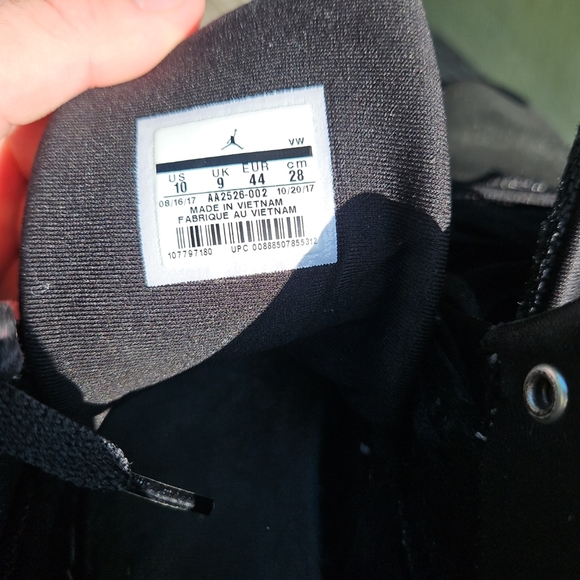 VW
US UK EUR cm
10 9 44 28
08/16/17 AA2526-002 10/20/17
MADE IN VIETNAM
FABRIQUE AU VIETNAM
107797180 UPC 00888507855312